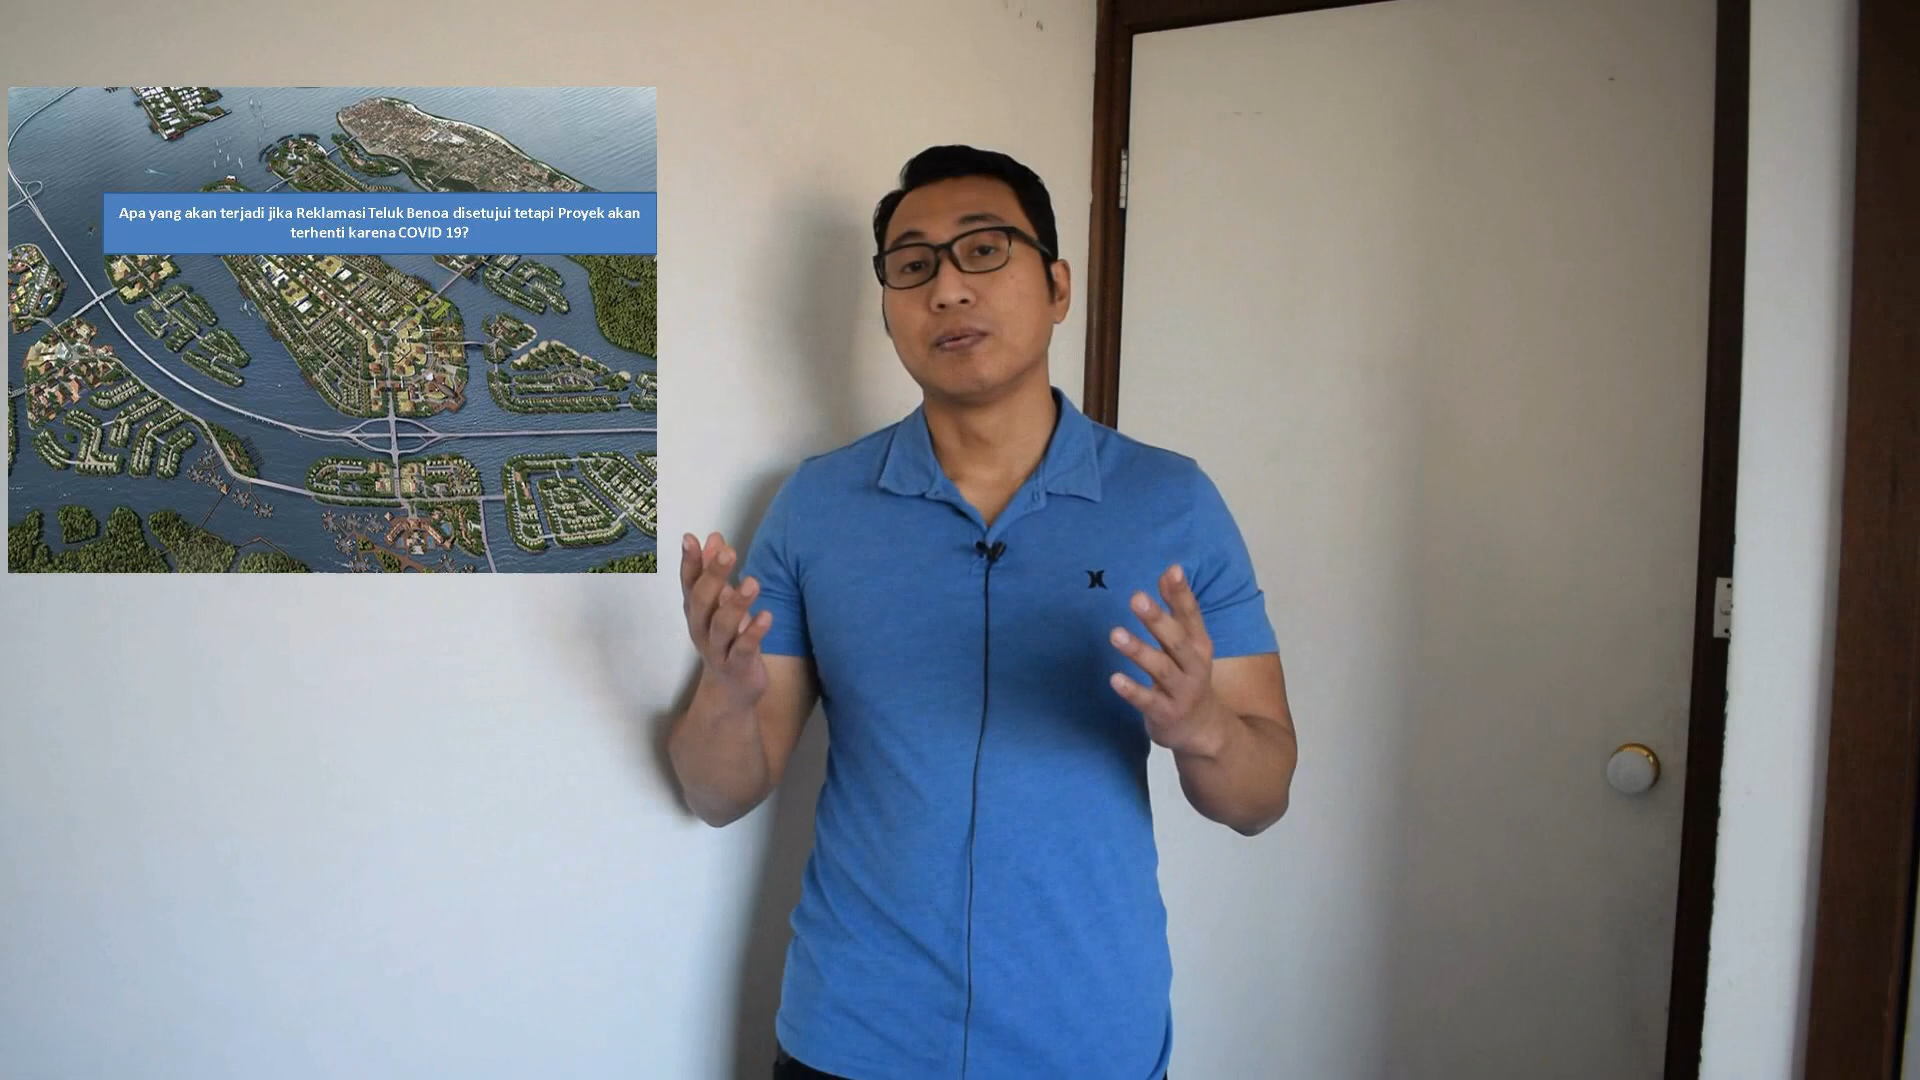 Apa yang akan terjadi jika Reklamasi Teluk Benoa disetujui tetapi Proyek akan
terhenti karena COVID 19?